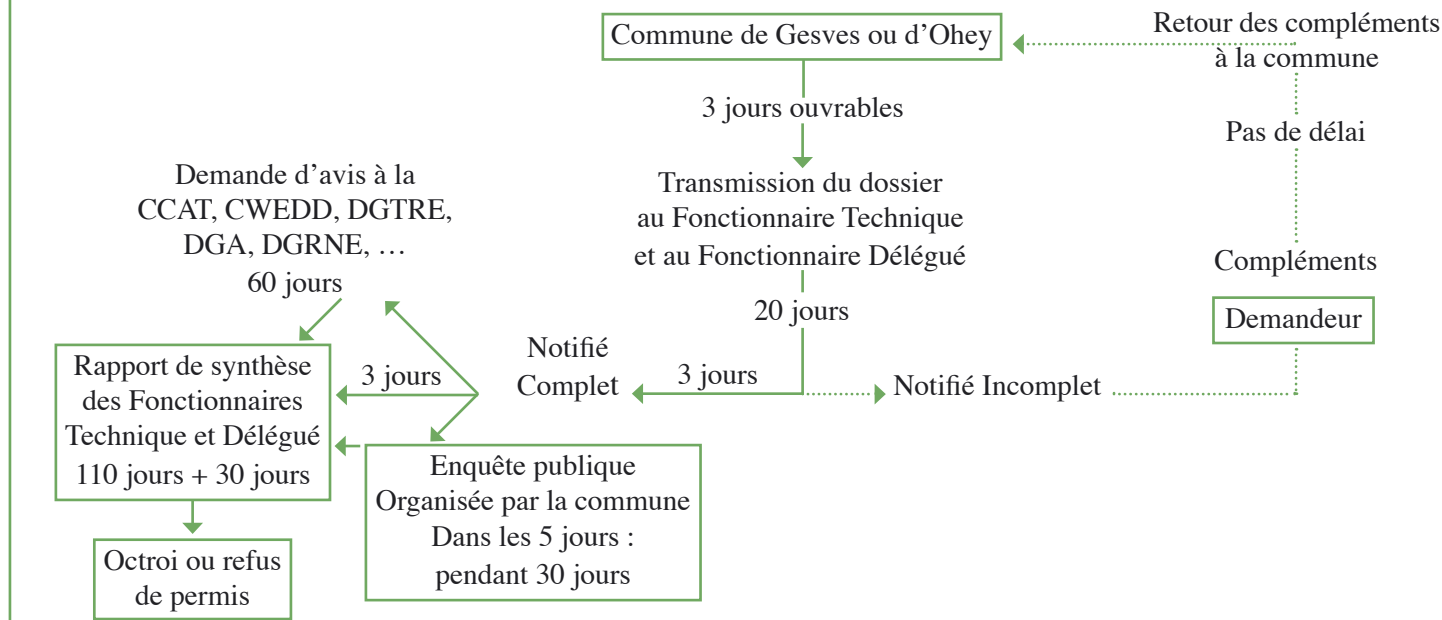 Commune de Gesves ou d'Ohey
Retour des compléments
à la commune
3 jours ouvrables
Pas de délai
Demande d'avis à la
CCAT, CWEDD, DGTRE,
DGA, DGRNE, …
60 jours
Transmission du dossier
au Fonctionnaire Technique
et au Fonctionnaire Délégué
Compléments
20 jours
Demandeur
Notifié
Complet
3 jours
Notifié Incomplet
3 jours
Rapport de synthèse
des Fonctionnaires
Technique et Délégué
110 jours + 30 jours
Enquête publique
Organisée par la commune
Dans les 5 jours :
pendant 30 jours
Octroi ou refus
de permis